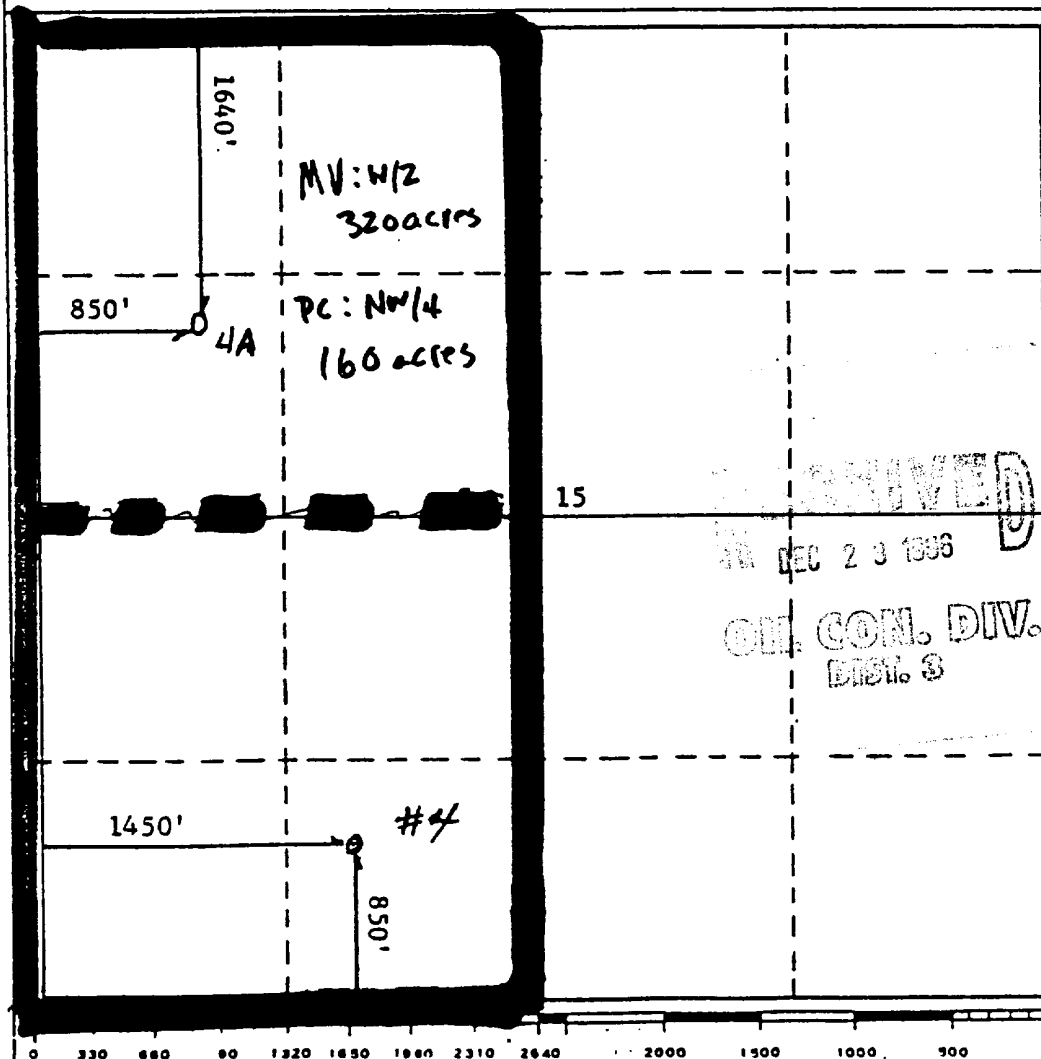 1640'
MV: W/2
320 acres
850'
4A
PC: NW/4
160 acres
15
DEC 2 3 1996
OIL CON. DIV.
DIST. 3
1450'
#4
850'
0 330 660 90 1320 1650 1980 2310 2640 2000 1000 500